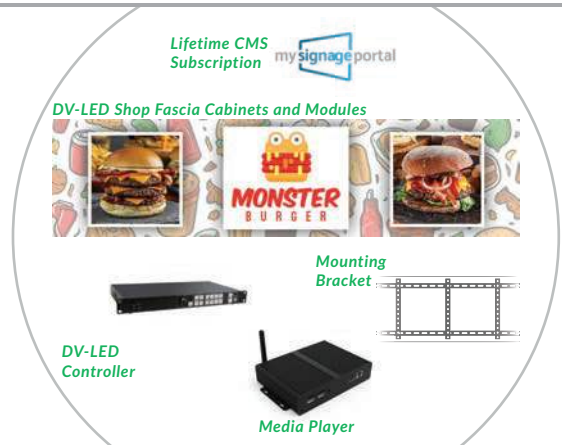 Lifetime CMS
Subscription
mysignageportal
DV-LED Shop Fascia Cabinets and Modules
MONSTER
BURGER
Mounting
Bracket
DV-LED
Controller
Media Player